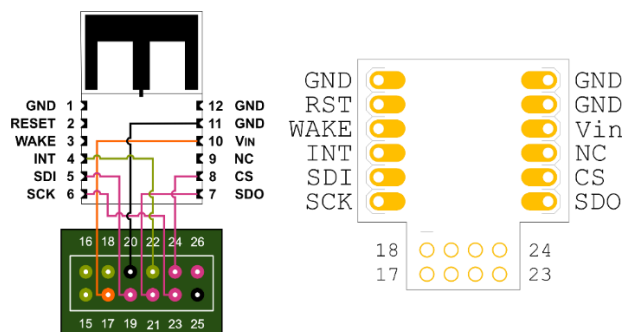 GND 1 12 GND
RESET 2 11 GND
WAKE 3 10 VIN
INT 4 9 NC
SDI 5 8 CS
SCK 6 7 SDO
16 18 20 22 24 26
15 17 19 21 23 25
GND GND
RST GND
WAKE Vin
INT NC
SDI CS
SCK SDO
18 24
17 23